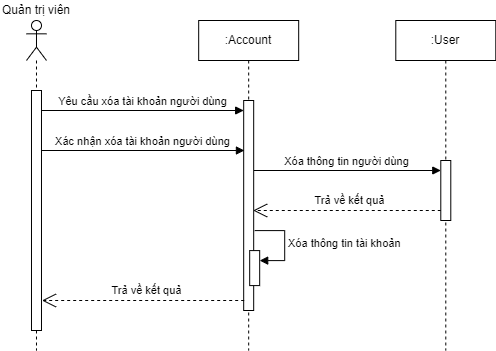 Quản trị viên
:Account
:User
Yêu cầu xóa tài khoản người dùng
Xác nhận xóa tài khoản người dùng
Xóa thông tin người dùng
Trả về kết quả
Xóa thông tin tài khoản
Trả về kết quả